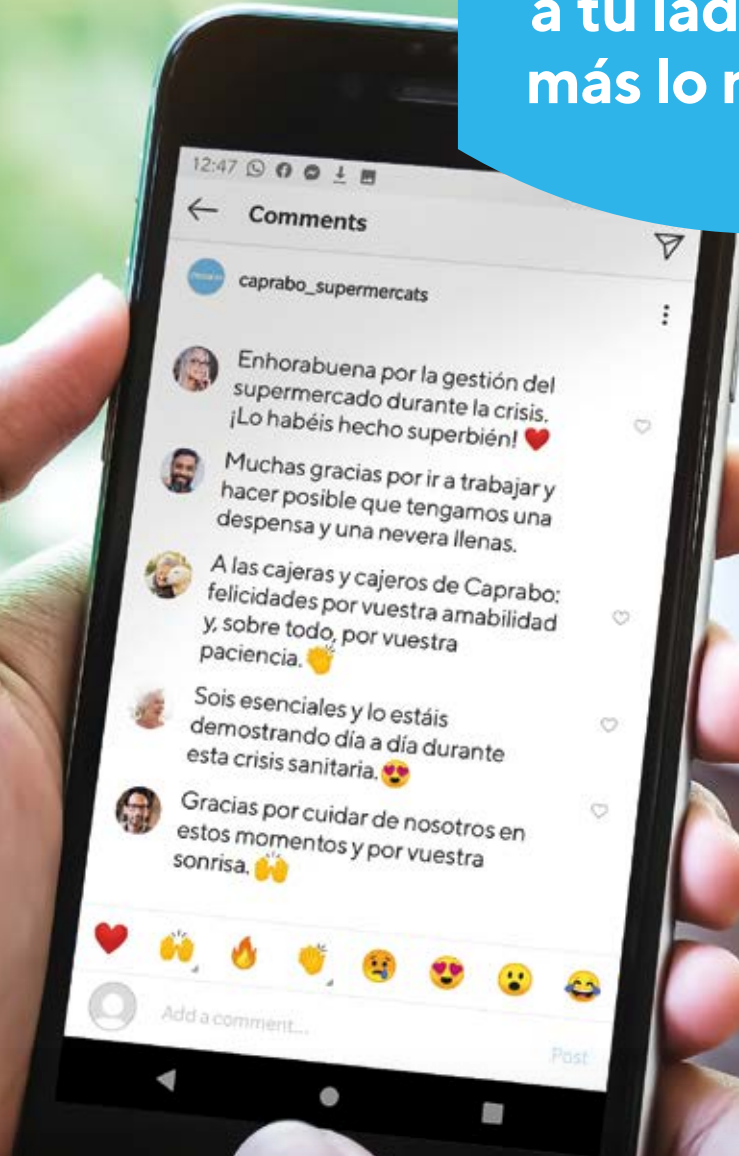 a tu lad
más lo
12:47
Comments
caprabo_supermercats
Enhorabuena por la gestión del
supermercado durante la crisis.
¡Lo habéis hecho superbién! ❤️
Muchas gracias por ir a trabajar y
hacer posible que tengamos una
despensa y una nevera llenas.
A las cajeras y cajeros de Caprabo:
felicidades por vuestra amabilidad
y, sobre todo, por vuestra
paciencia. 👏
Sois esenciales y lo estáis
demostrando día a día durante
esta crisis sanitaria. 😍
Gracias por cuidar de nosotros en
estos momentos y por vuestra
sonrisa. 🙌
❤️ 🙌 🔥 👏 😢 😍 😮 😂
Add a comment...
Post